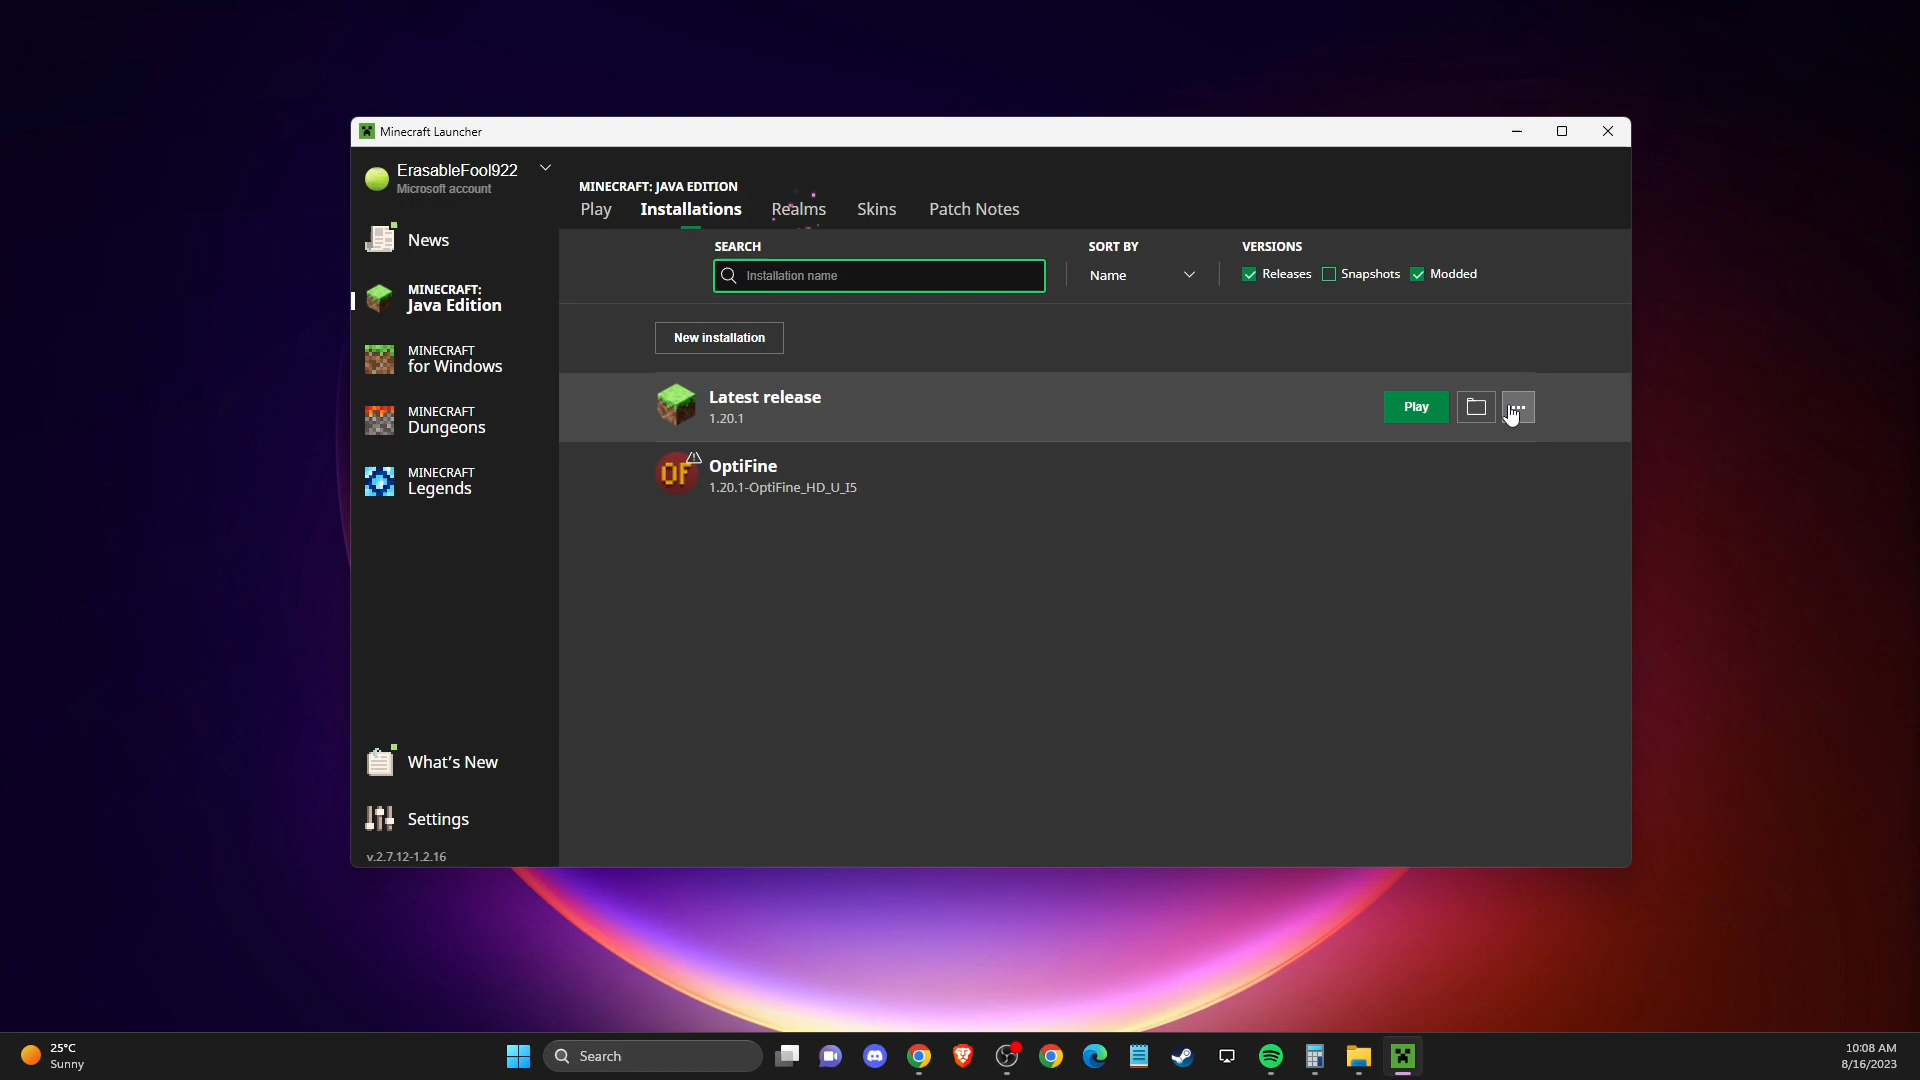 Minecraft Launcher
ErasableFool922
Microsoft account
News
MINECRAFT:
Java Edition
MINECRAFT
for Windows
MINECRAFT
Dungeons
MINECRAFT
Legends
What's New
Settings
v.2.7.12-1.2.16
MINECRAFT: JAVA EDITION
Play Installations Realms Skins Patch Notes
SEARCH SORT BY VERSIONS
Installation name Name Releases Snapshots Modded
New installation
Latest release
1.20.1
Play
OF OptiFine
1.20.1-OptiFine_HD_U_I5
25°C
Sunny
Search
10:08 AM
8/16/2023